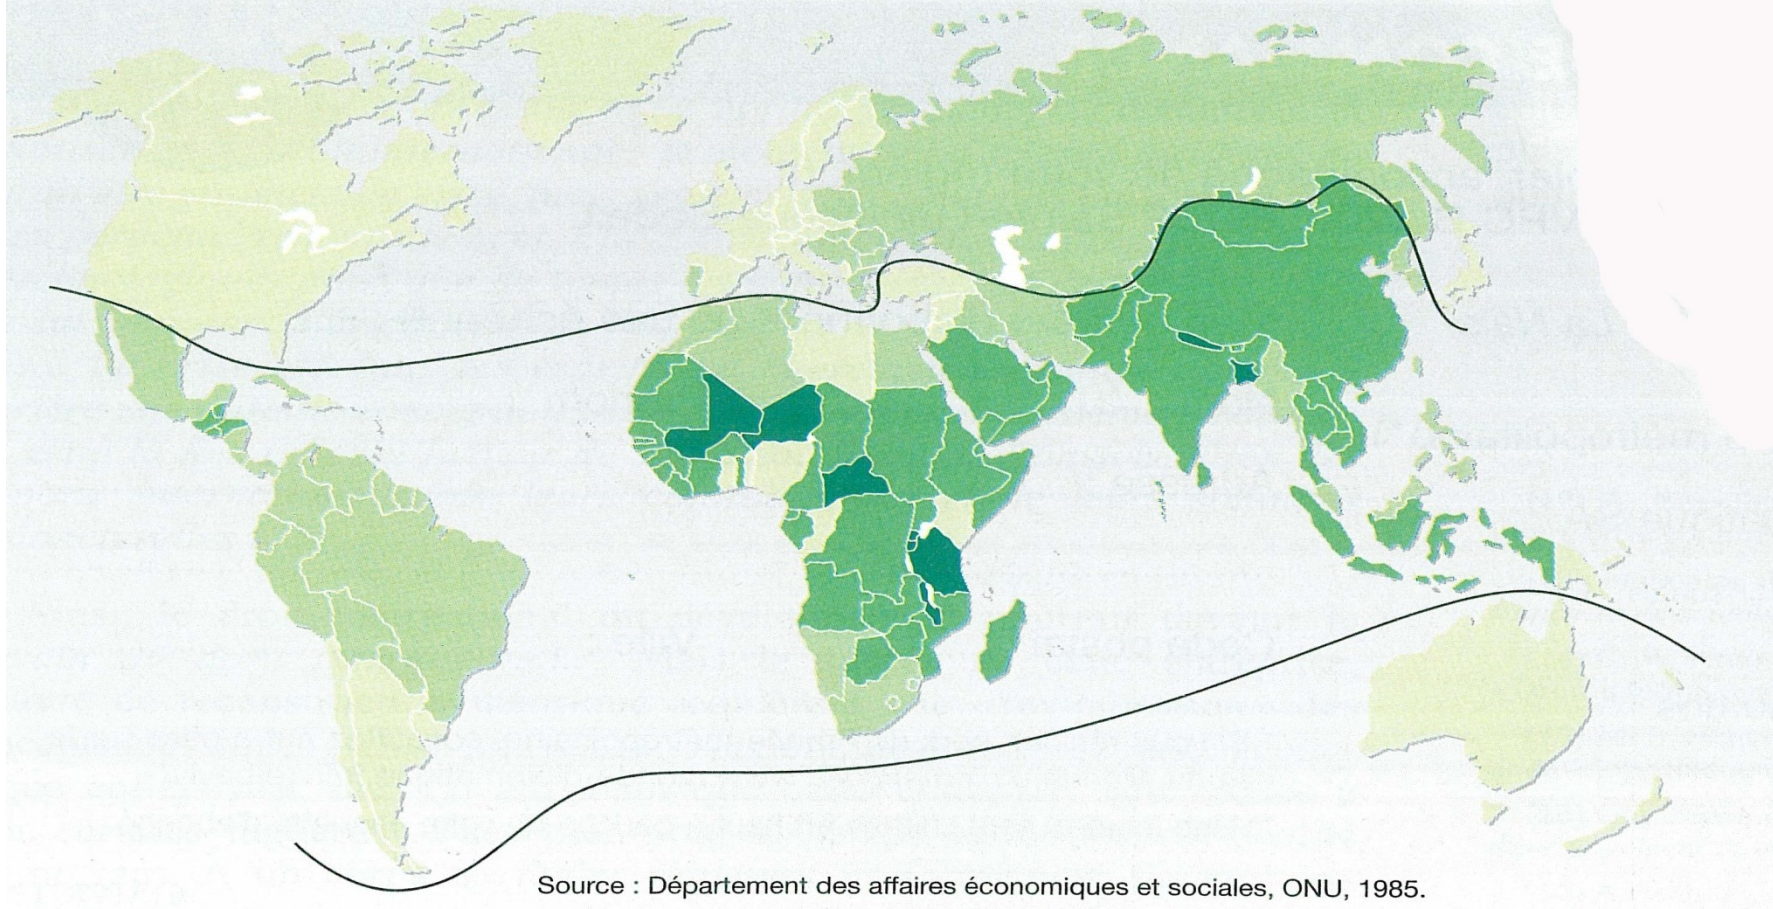 Source : Département des affaires économiques et sociales, ONU, 1985.